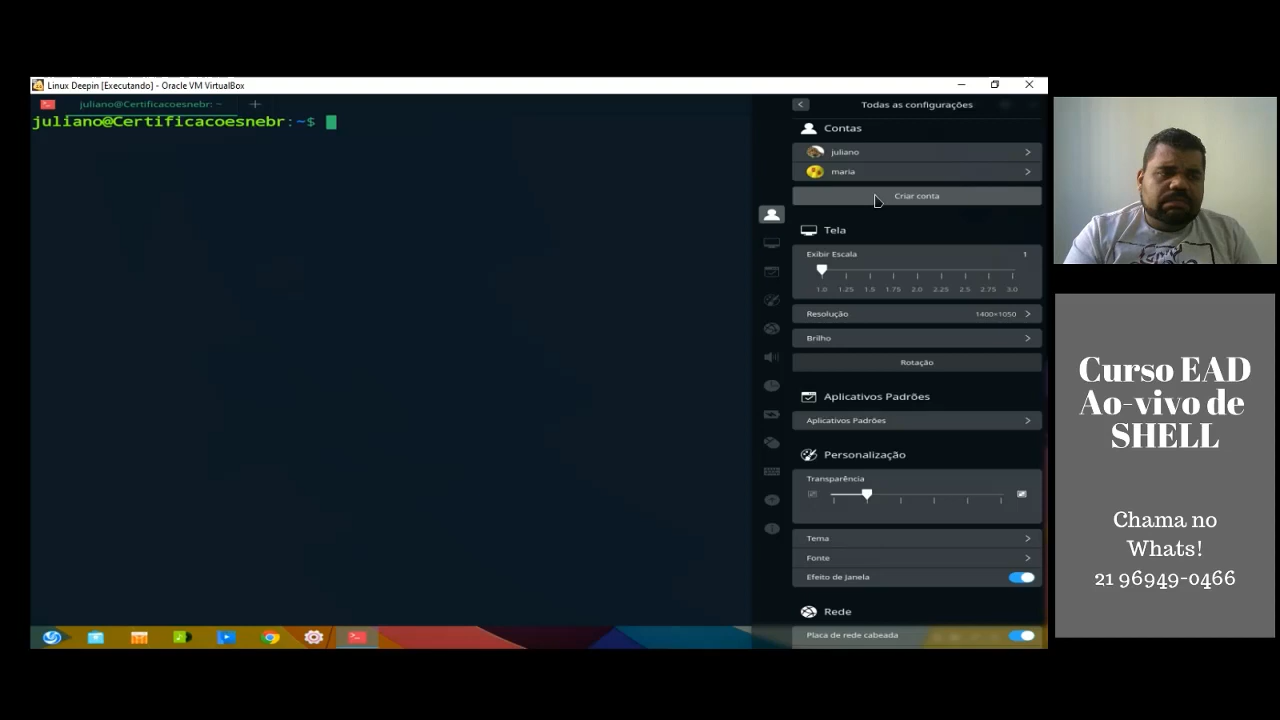 Linux Deepin [Executando] - Oracle VM VirtualBox
juliano@Certificacoesnebr: ~
juliano@Certificacoesnebr:~$
Todas as configurações
Contas
juliano
maria
Criar conta
Tela
Exibir Escala 1
1.0 1.25 1.5 1.75 2.0 2.25 2.5 2.75 3.0
Resolução 1400×1050
Brilho
Rotação
Aplicativos Padrões
Aplicativos Padrões
Personalização
Transparência
Tema
Fonte
Efeito de Janela
Rede
Placa de rede cabeada
Curso EAD
Ao-vivo de
SHELL
Chama no
Whats!
21 96949-0466